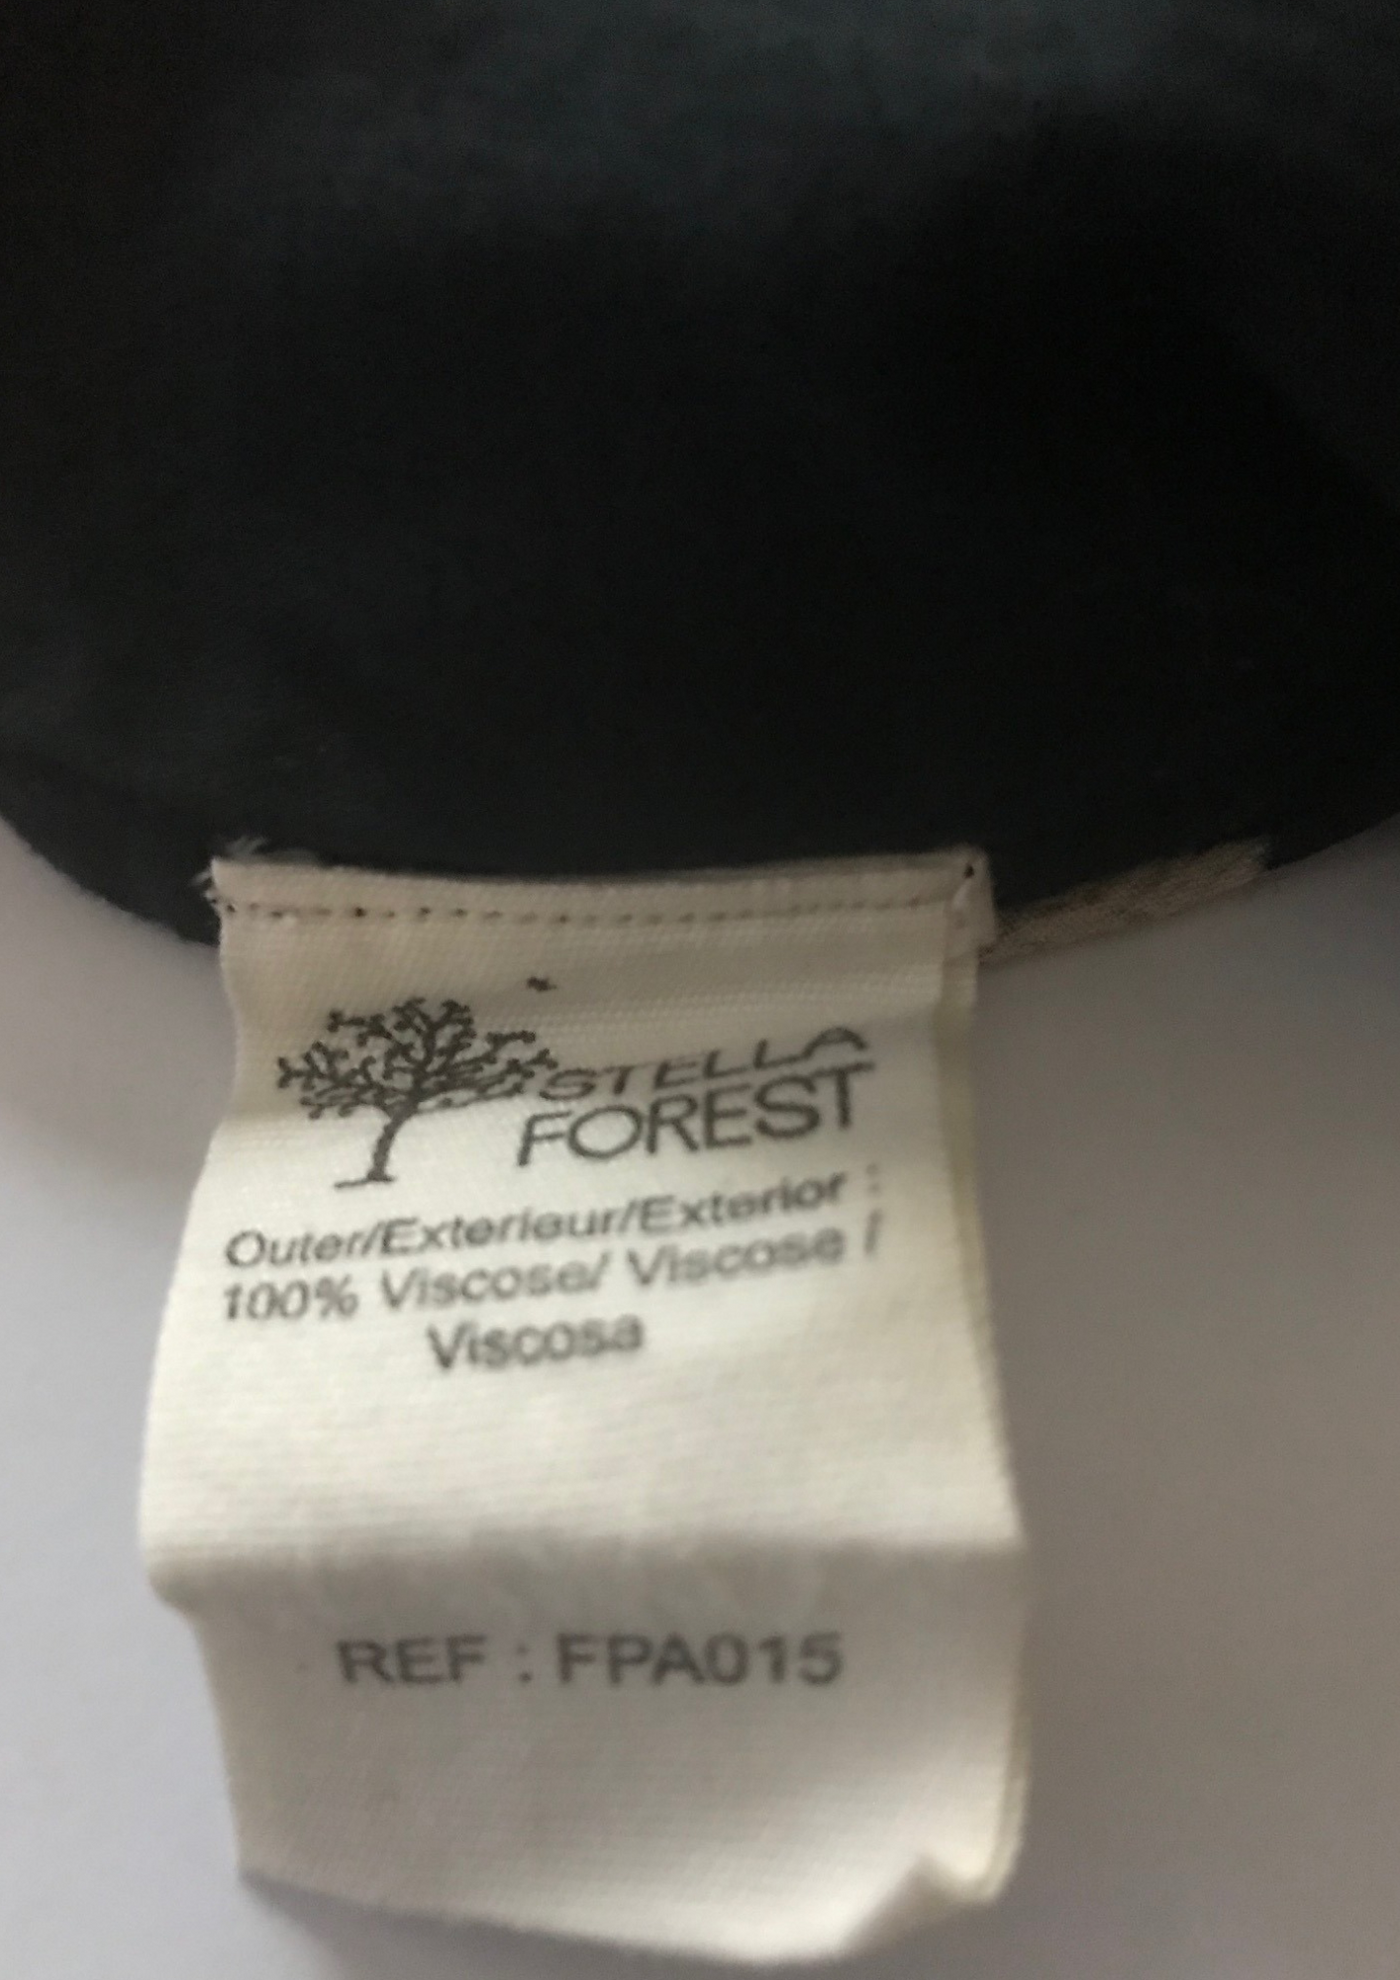 STELLA
FOREST
Outer/Exterieur/Exterior :
100% Viscose/ Viscose /
Viscosa
REF : FPA015